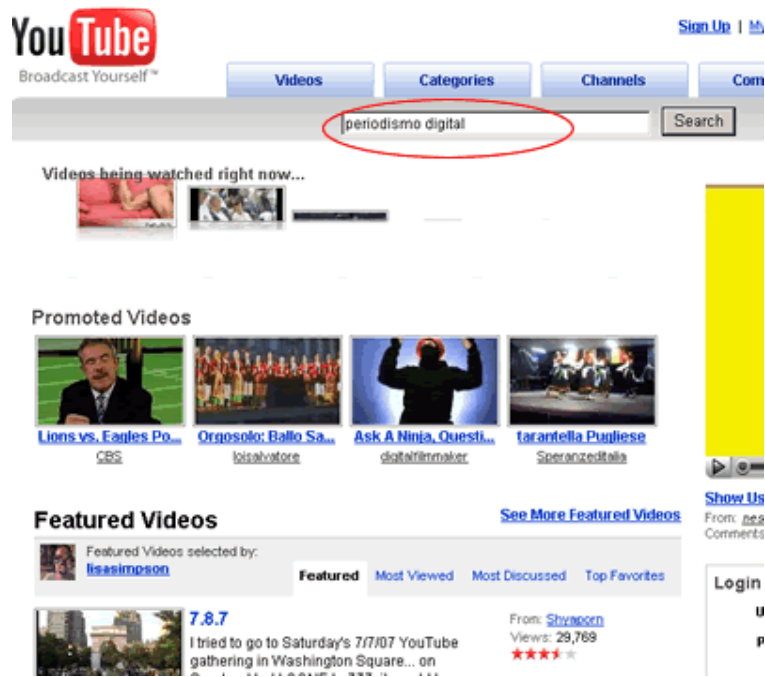 You Tube
Broadcast Yourself™
Sign Up | My
Videos
Categories
Channels
Com
periodismo digital
Search
Videos being watched right now...
Promoted Videos
Lions vs. Eagles Po...
CBS
Orgosolo: Ballo Sa...
loisalvatore
Ask A Ninja, Questi...
digitalfilmmaker
tarantella Pugliese
Speranzeditalia
Show Us
From: nes
Comments
Featured Videos
See More Featured Videos
Featured Videos selected by:
lisasimpson
Featured Most Viewed Most Discussed Top Favorites
7.8.7
I tried to go to Saturday's 7/7/07 YouTube
gathering in Washington Square... on
From: Shyaporn
Views: 29,769
Login
U
P